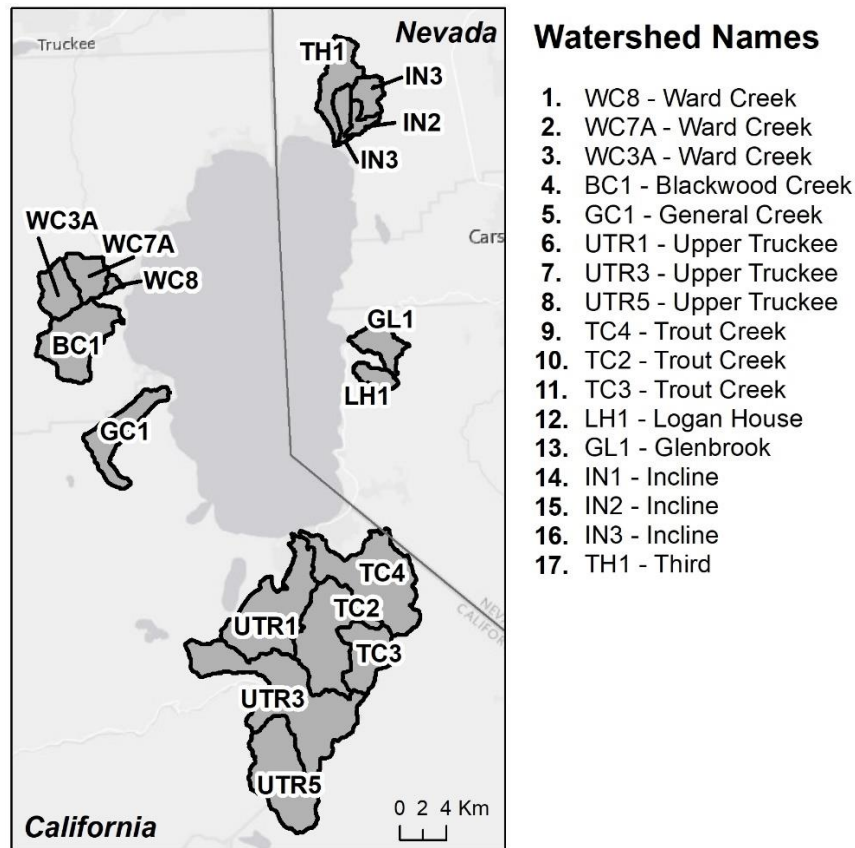 Truckee
Nevada
TH1
IN3
IN2
IN3
WC3A
WC7A
WC8
BC1
GC1
Cars
GL1
LH1
TC4
TC2
UTR1
TC3
UTR3
UTR5
NEV
CALIFOR
0 2 4 Km
California
Watershed Names
1. WC8 - Ward Creek
2. WC7A - Ward Creek
3. WC3A - Ward Creek
4. BC1 - Blackwood Creek
5. GC1 - General Creek
6. UTR1 - Upper Truckee
7. UTR3 - Upper Truckee
8. UTR5 - Upper Truckee
9. TC4 - Trout Creek
10. TC2 - Trout Creek
11. TC3 - Trout Creek
12. LH1 - Logan House
13. GL1 - Glenbrook
14. IN1 - Incline
15. IN2 - Incline
16. IN3 - Incline
17. TH1 - Third